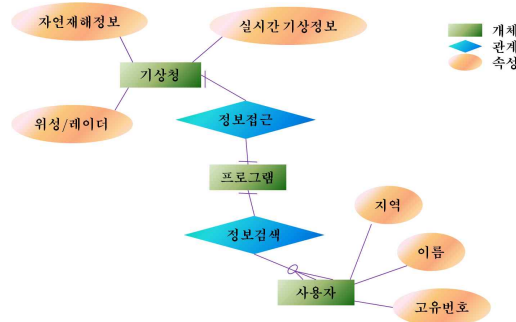 자연재해정보
실시간 기상정보
개체
관계
속성
기상청
위성/레이더
정보접근
프로그램
지역
정보검색
이름
사용자
고유번호